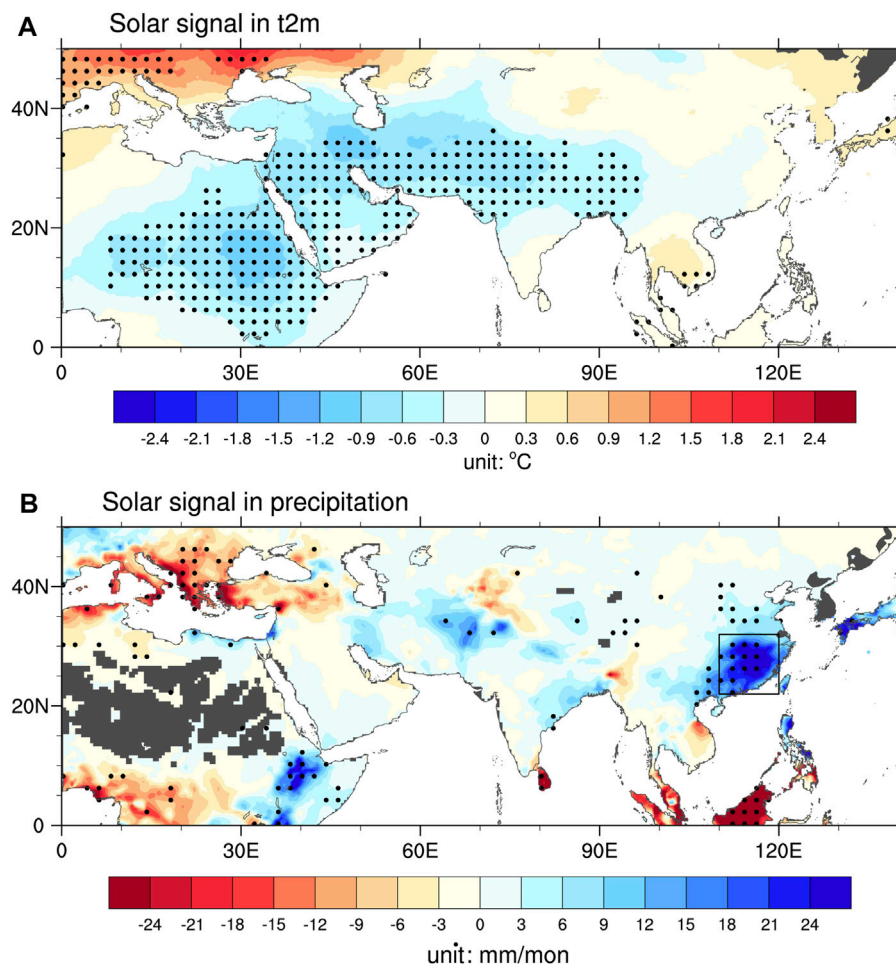 A
Solar signal in t2m
40N
20N
0
0 30E 60E 90E 120E
-2.4 -2.1 -1.8 -1.5 -1.2 -0.9 -0.6 -0.3 0 0.3 0.6 0.9 1.2 1.5 1.8 2.1 2.4
unit: °C
B
Solar signal in precipitation
40N
20N
0
0 30E 60E 90E 120E
-24 -21 -18 -15 -12 -9 -6 -3 0 3 6 9 12 15 18 21 24
unit: mm/mon